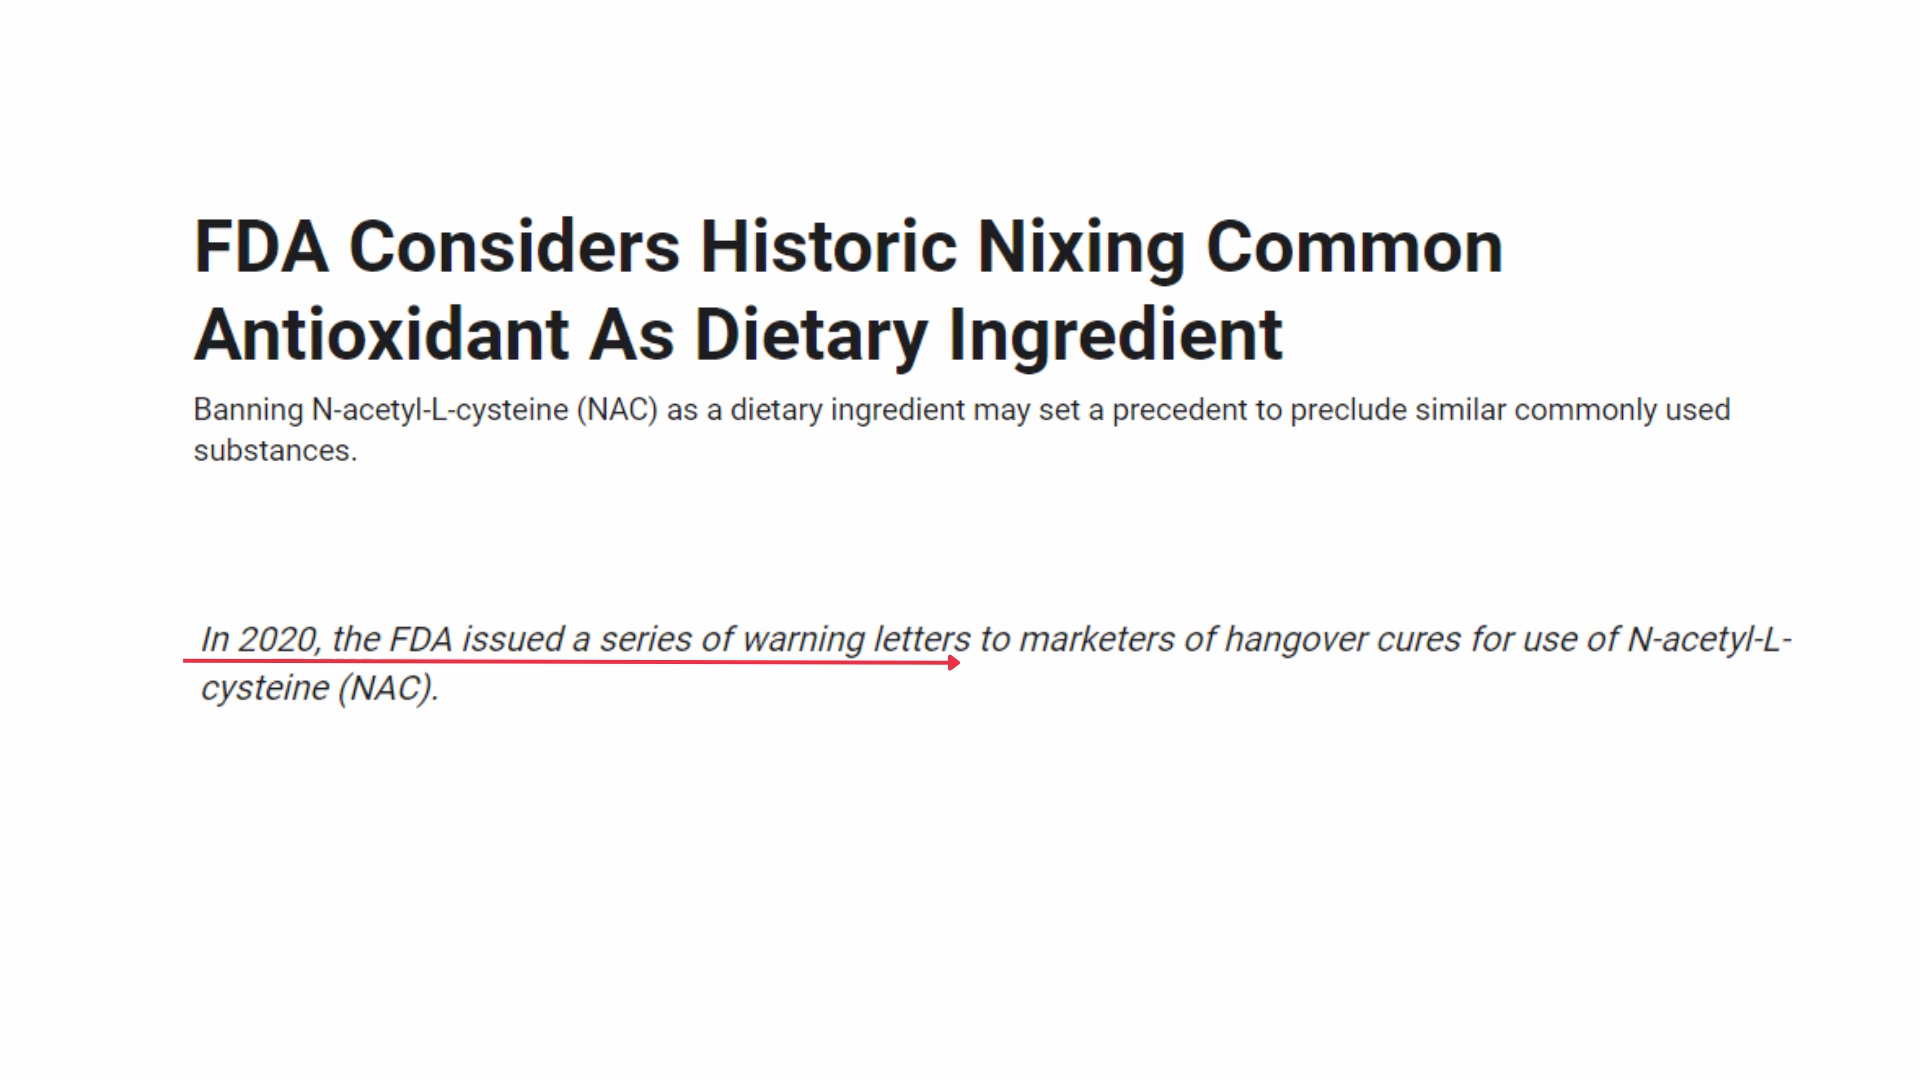 FDA Considers Historic Nixing Common
Antioxidant As Dietary Ingredient
Banning N-acetyl-L-cysteine (NAC) as a dietary ingredient may set a precedent to preclude similar commonly used
substances.
In 2020, the FDA issued a series of warning letters to marketers of hangover cures for use of N-acetyl-L-
cysteine (NAC).